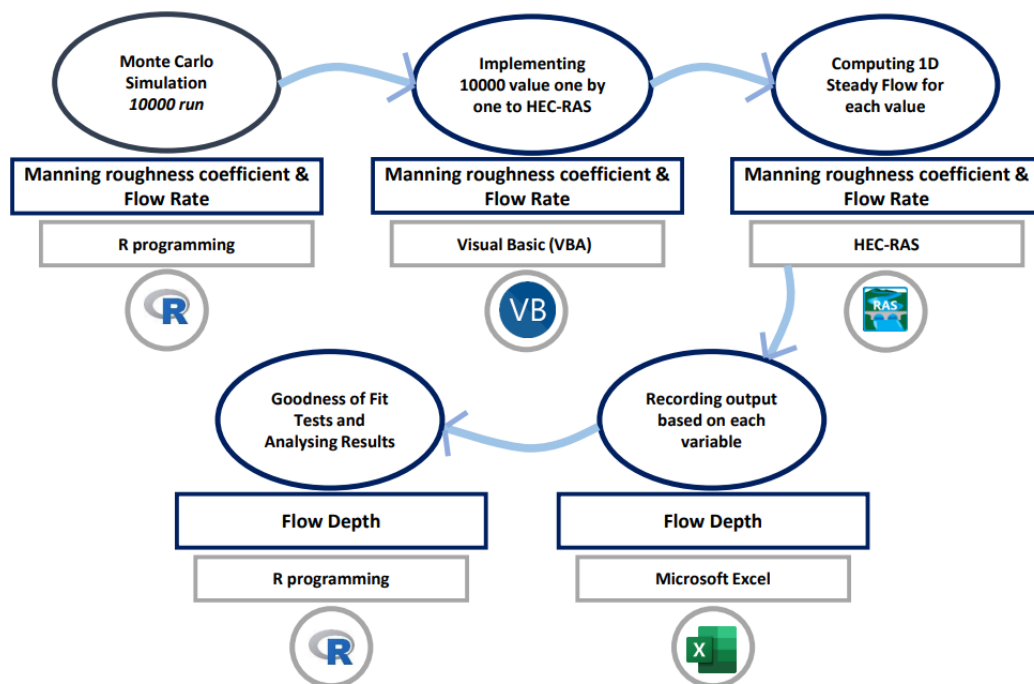 Monte Carlo
Simulation
10000 run
Manning roughness coefficient &
Flow Rate
R programming
R
Implementing
10000 value one by
one to HEC-RAS
Manning roughness coefficient &
Flow Rate
Visual Basic (VBA)
VB
Computing 1D
Steady Flow for
each value
Manning roughness coefficient &
Flow Rate
HEC-RAS
RAS
Recording output
based on each
variable
Flow Depth
Microsoft Excel
X
Goodness of Fit
Tests and
Analysing Results
Flow Depth
R programming
R